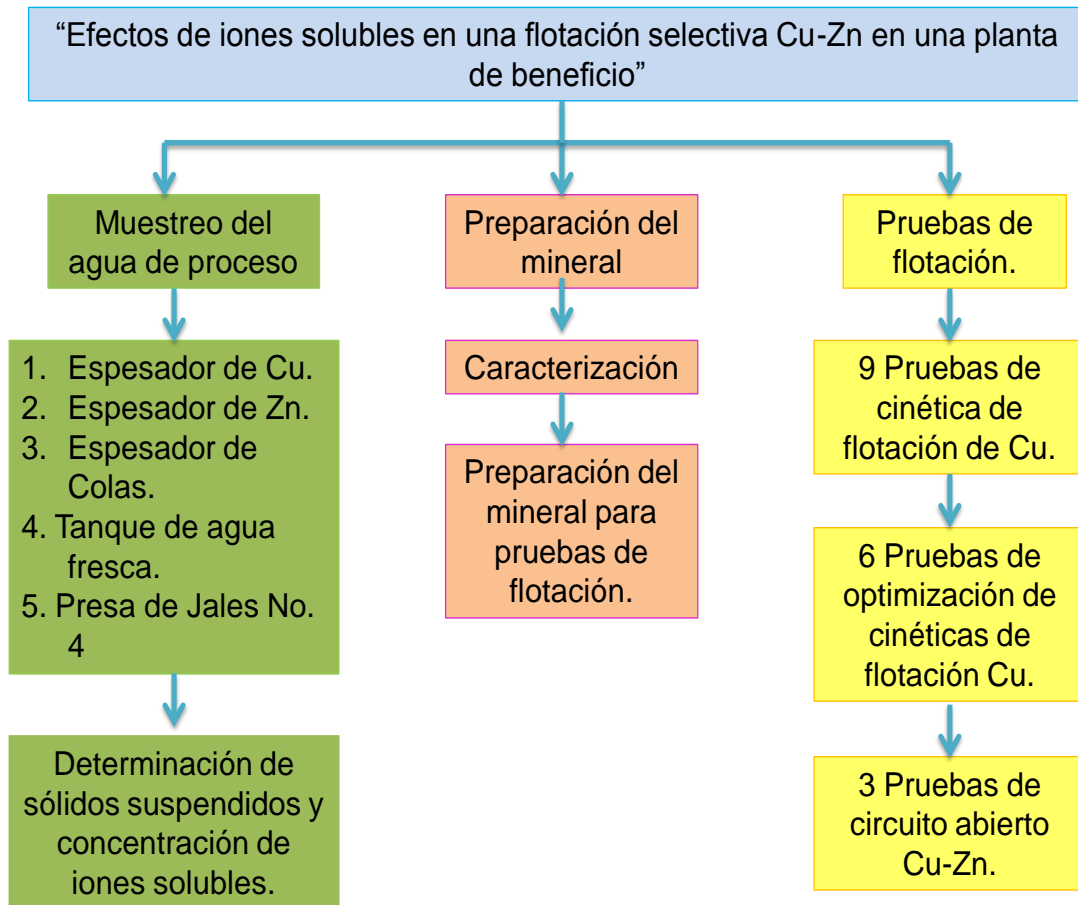 “Efectos de iones solubles en una flotación selectiva Cu-Zn en una planta
de beneficio”
Muestreo del
agua de proceso
1. Espesador de Cu.
2. Espesador de Zn.
3. Espesador de
Colas.
4. Tanque de agua
fresca.
5. Presa de Jales No.
4
Determinación de
sólidos suspendidos y
concentración de
iones solubles.
Preparación del
mineral
Caracterización
Preparación del
mineral para
pruebas de
flotación.
Pruebas de
flotación.
9 Pruebas de
cinética de
flotación de Cu.
6 Pruebas de
optimización de
cinéticas de
flotación Cu.
3 Pruebas de
circuito abierto
Cu-Zn.